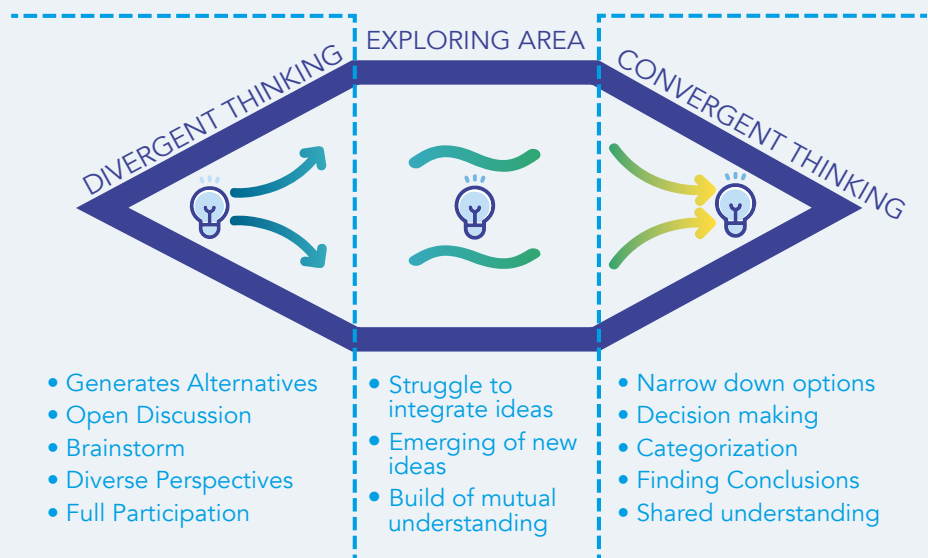 DIVERGENT THINKING
EXPLORING AREA
CONVERGENT THINKING
• Generates Alternatives
• Open Discussion
• Brainstorm
• Diverse Perspectives
• Full Participation
• Struggle to
integrate ideas
• Emerging of new
ideas
• Build of mutual
understanding
• Narrow down options
• Decision making
• Categorization
• Finding Conclusions
• Shared understanding